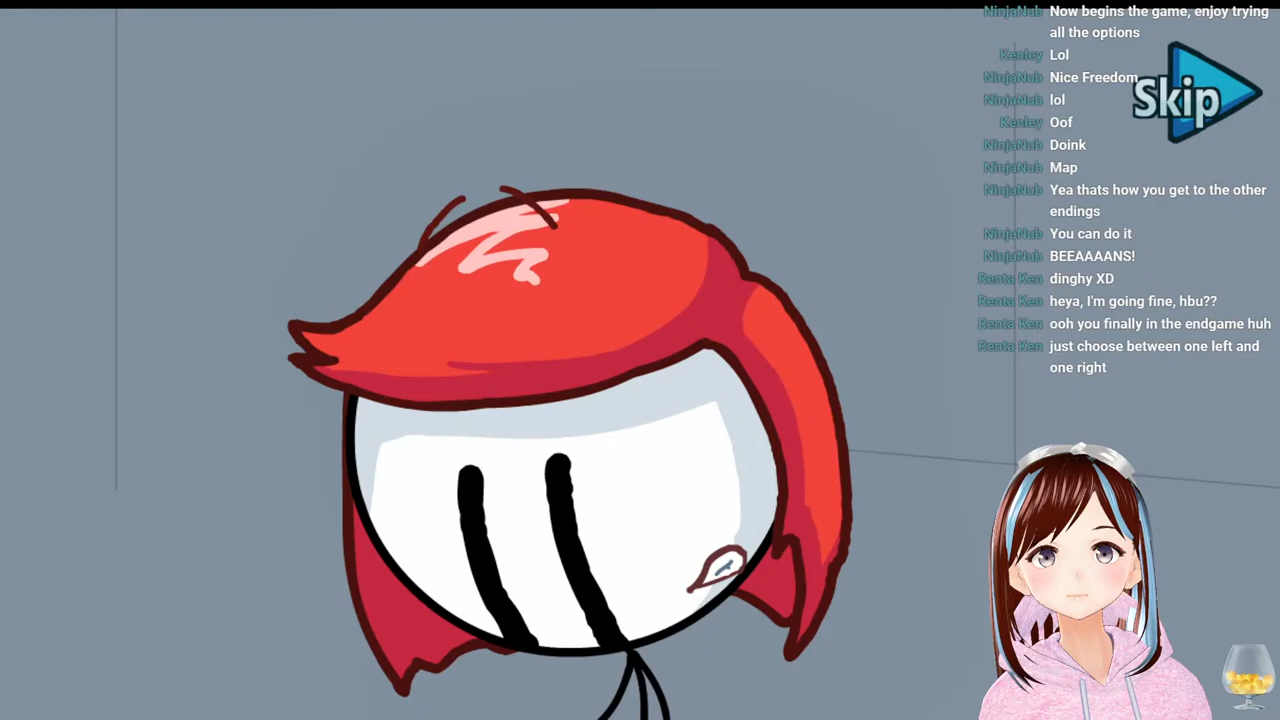 NinjaNub Now begins the game, enjoy trying
all the options
Kenley Lol
NinjaNub Nice Freedom
NinjaNub lol
Kenley Oof
NinjaNub Doink
NinjaNub Map
NinjaNub Yea thats how you get to the other
endings
NinjaNub You can do it
NinjaNub BEEAAAANS!
Renta Ken dinghy XD
Renta Ken heya, I'm going fine, hbu??
Renta Ken ooh you finally in the endgame huh
Renta Ken just choose between one left and
one right
Skip